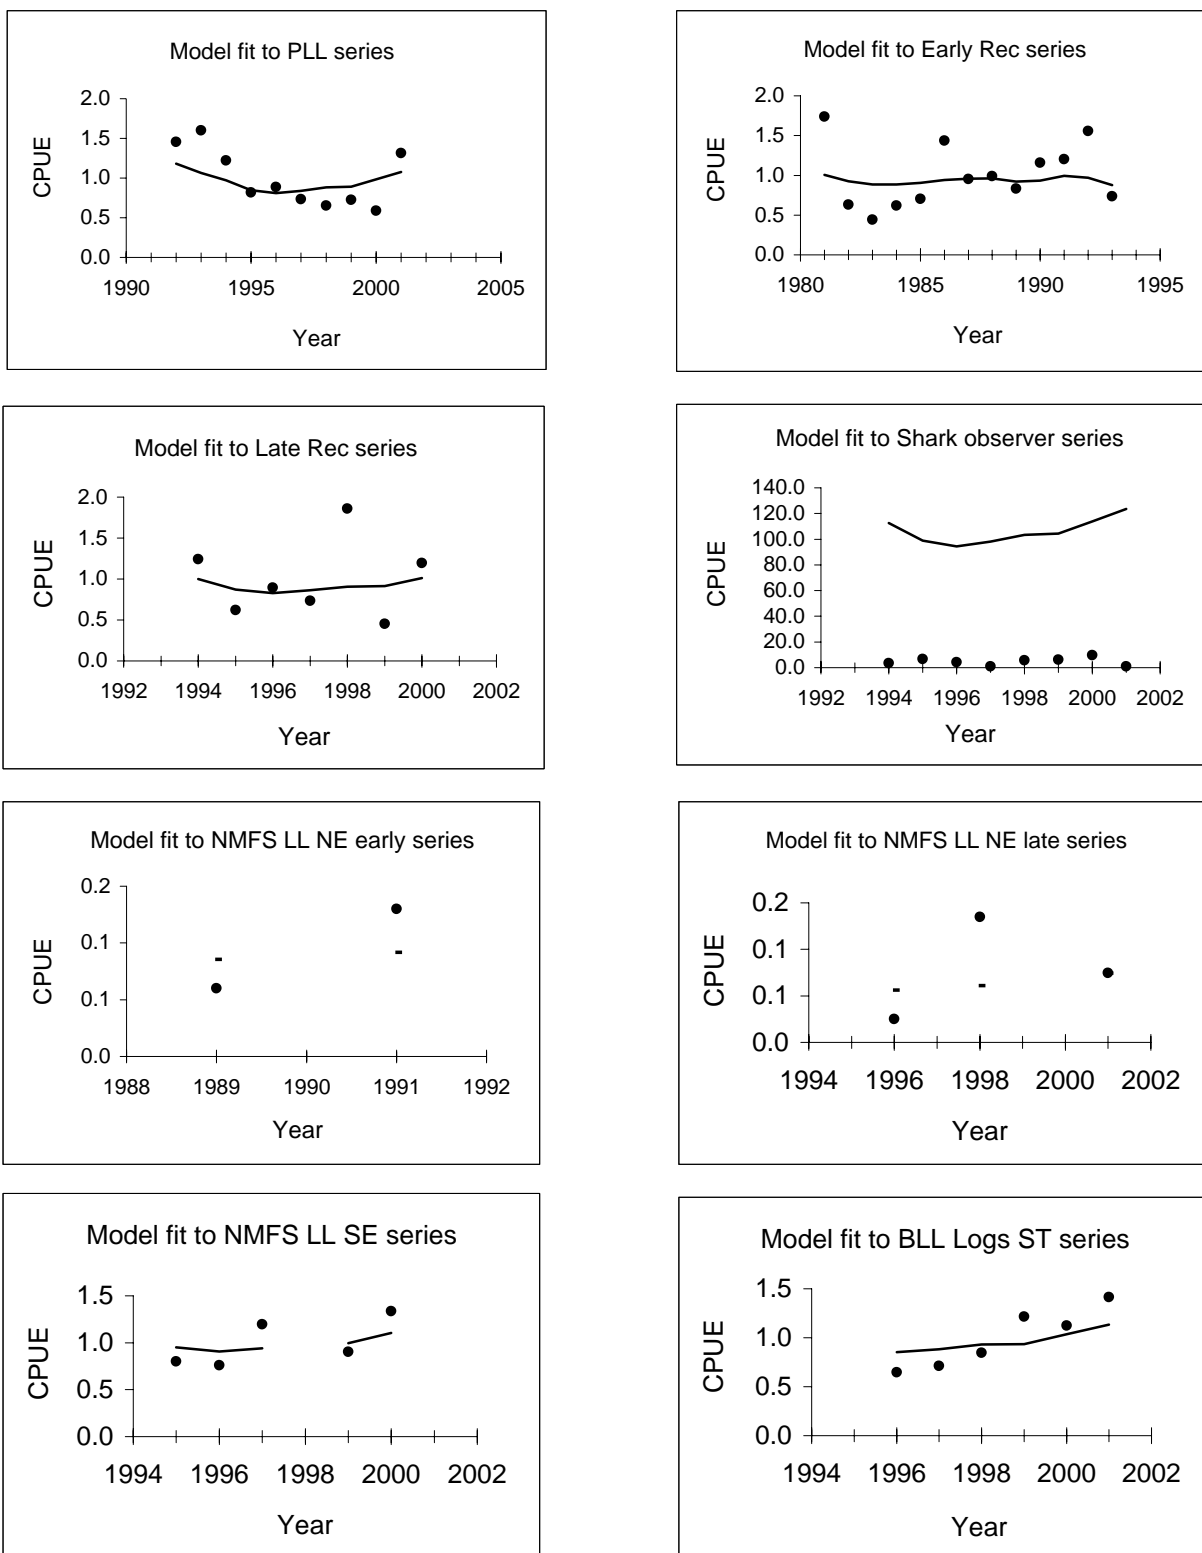 Model fit to PLL series
2.0
1.5
1.0
0.5
0.0
CPUE
1990 1995 2000 2005
Year
Model fit to Early Rec series
2.0
1.5
1.0
0.5
0.0
CPUE
1980 1985 1990 1995
Year
Model fit to Late Rec series
2.0
1.5
1.0
0.5
0.0
CPUE
1992 1994 1996 1998 2000 2002
Year
Model fit to Shark observer series
140.0
120.0
100.0
80.0
60.0
40.0
20.0
0.0
CPUE
1992 1994 1996 1998 2000 2002
Year
Model fit to NMFS LL NE early series
0.2
0.1
0.1
0.0
CPUE
1988 1989 1990 1991 1992
Year
Model fit to NMFS LL NE late series
0.2
0.1
0.1
0.0
CPUE
1994 1996 1998 2000 2002
Year
Model fit to NMFS LL SE series
1.5
1.0
0.5
0.0
CPUE
1994 1996 1998 2000 2002
Year
Model fit to BLL Logs ST series
1.5
1.0
0.5
0.0
CPUE
1994 1996 1998 2000 2002
Year